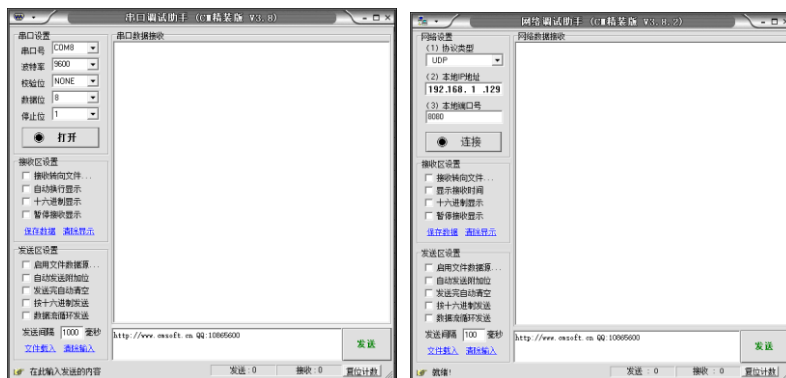 串口调试助手 (CM精装版 V3.8)
串口设置
串口号 COM8
波特率 9600
校验位 NONE
数据位 8
停止位 1
打开
接收区设置
接收转向文件...
自动换行显示
十六进制显示
暂停接收显示
保存数据 清除显示
发送区设置
启用文件数据源...
自动发送附加位
发送完自动清空
按十六进制发送
数据流循环发送
发送间隔 1000 毫秒
文件载入 清除输入
串口数据接收
http://www.cmsoft.cn QQ:10865600
发送
在此输入发送的内容
发送:0
接收:0
复位计数
网络调试助手 (CM精装版 V3.8.2)
网络设置
(1) 协议类型
UDP
(2) 本地IP地址
192.168. 1 .129
(3) 本地端口号
8080
连接
接收区设置
接收转向文件...
显示接收时间
十六进制显示
暂停接收显示
保存数据 清除显示
发送区设置
启用文件数据源...
自动发送附加位
发送完自动清空
按十六进制发送
数据流循环发送
发送间隔 100 毫秒
文件载入 清除输入
网络数据接收
http://www.cmsoft.cn QQ:10865600
发送
就绪!
发送 : 0
接收 : 0
复位计数